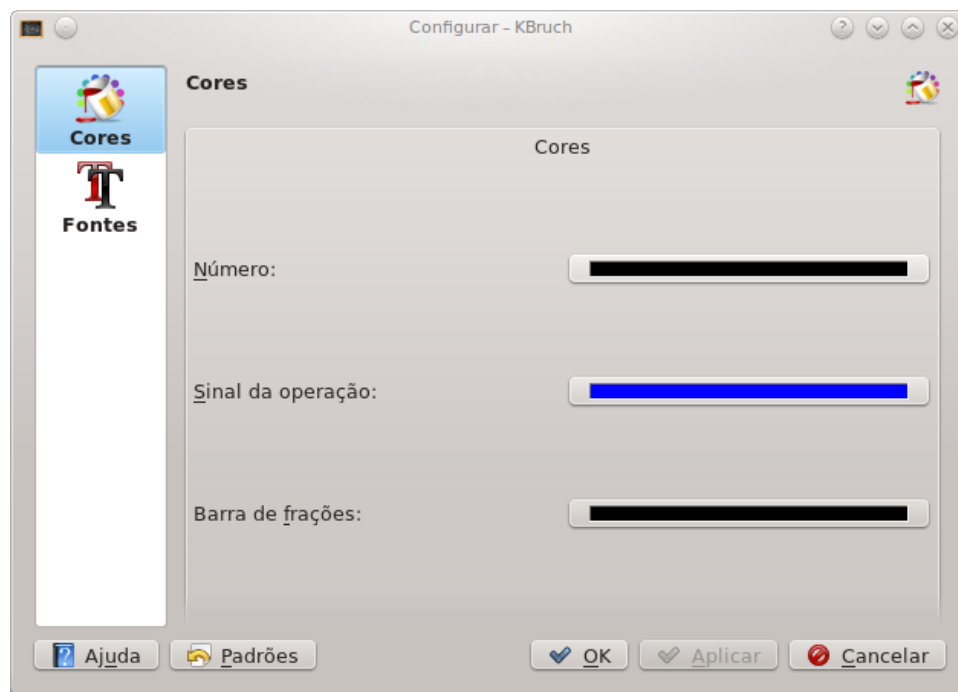 Configurar – KBruch
Cores
Fontes
Cores
Cores
Número:
Sinal da operação:
Barra de frações:
Ajuda
Padrões
OK
Aplicar
Cancelar